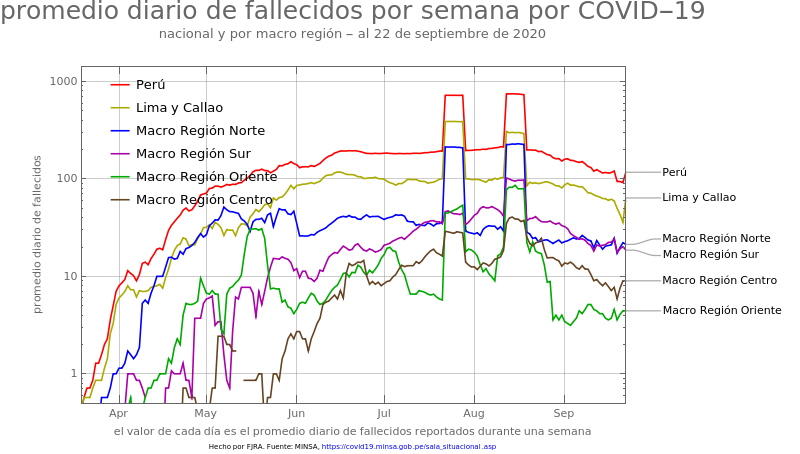 promedio diario de fallecidos por semana por COVID–19
nacional y por macro región – al 22 de septiembre de 2020
promedio diario de fallecidos
1000
100
10
1
Perú
Lima y Callao
Macro Región Norte
Macro Región Sur
Macro Región Oriente
Macro Región Centro
Perú
Lima y Callao
Macro Región Norte
Macro Región Sur
Macro Región Centro
Macro Región Oriente
Apr May Jun Jul Aug Sep
el valor de cada día es el promedio diario de fallecidos reportados durante una semana
Hecho por FJRA. Fuente: MINSA, https://covid19.minsa.gob.pe/sala_situacional.asp